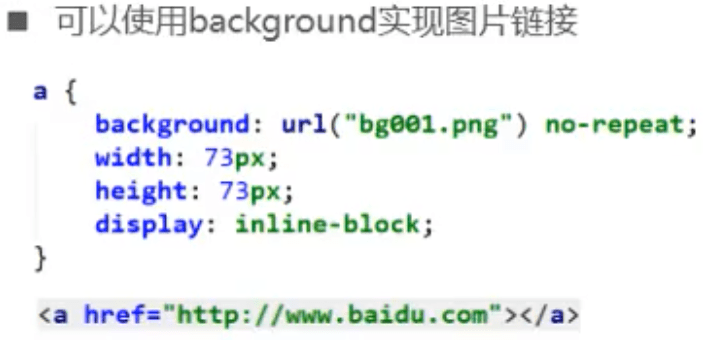 ■ 可以使用background实现图片链接
a {
background: url("bg001.png") no-repeat;
width: 73px;
height: 73px;
display: inline-block;
}
<a href="http://www.baidu.com"></a>